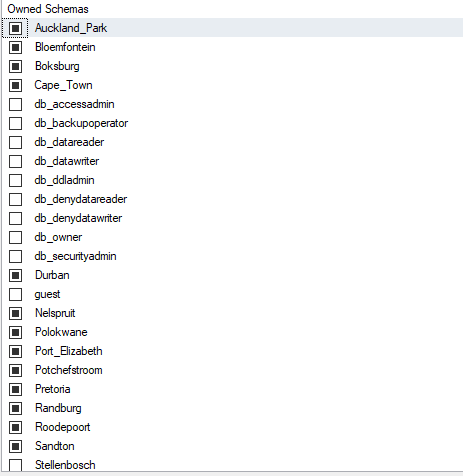 Owned Schemas
Auckland_Park
Bloemfontein
Boksburg
Cape_Town
db_accessadmin
db_backupoperator
db_datareader
db_datawriter
db_ddladmin
db_denydatareader
db_denydatawriter
db_owner
db_securityadmin
Durban
guest
Nelspruit
Polokwane
Port_Elizabeth
Potchefstroom
Pretoria
Randburg
Roodepoort
Sandton
Stellenbosch